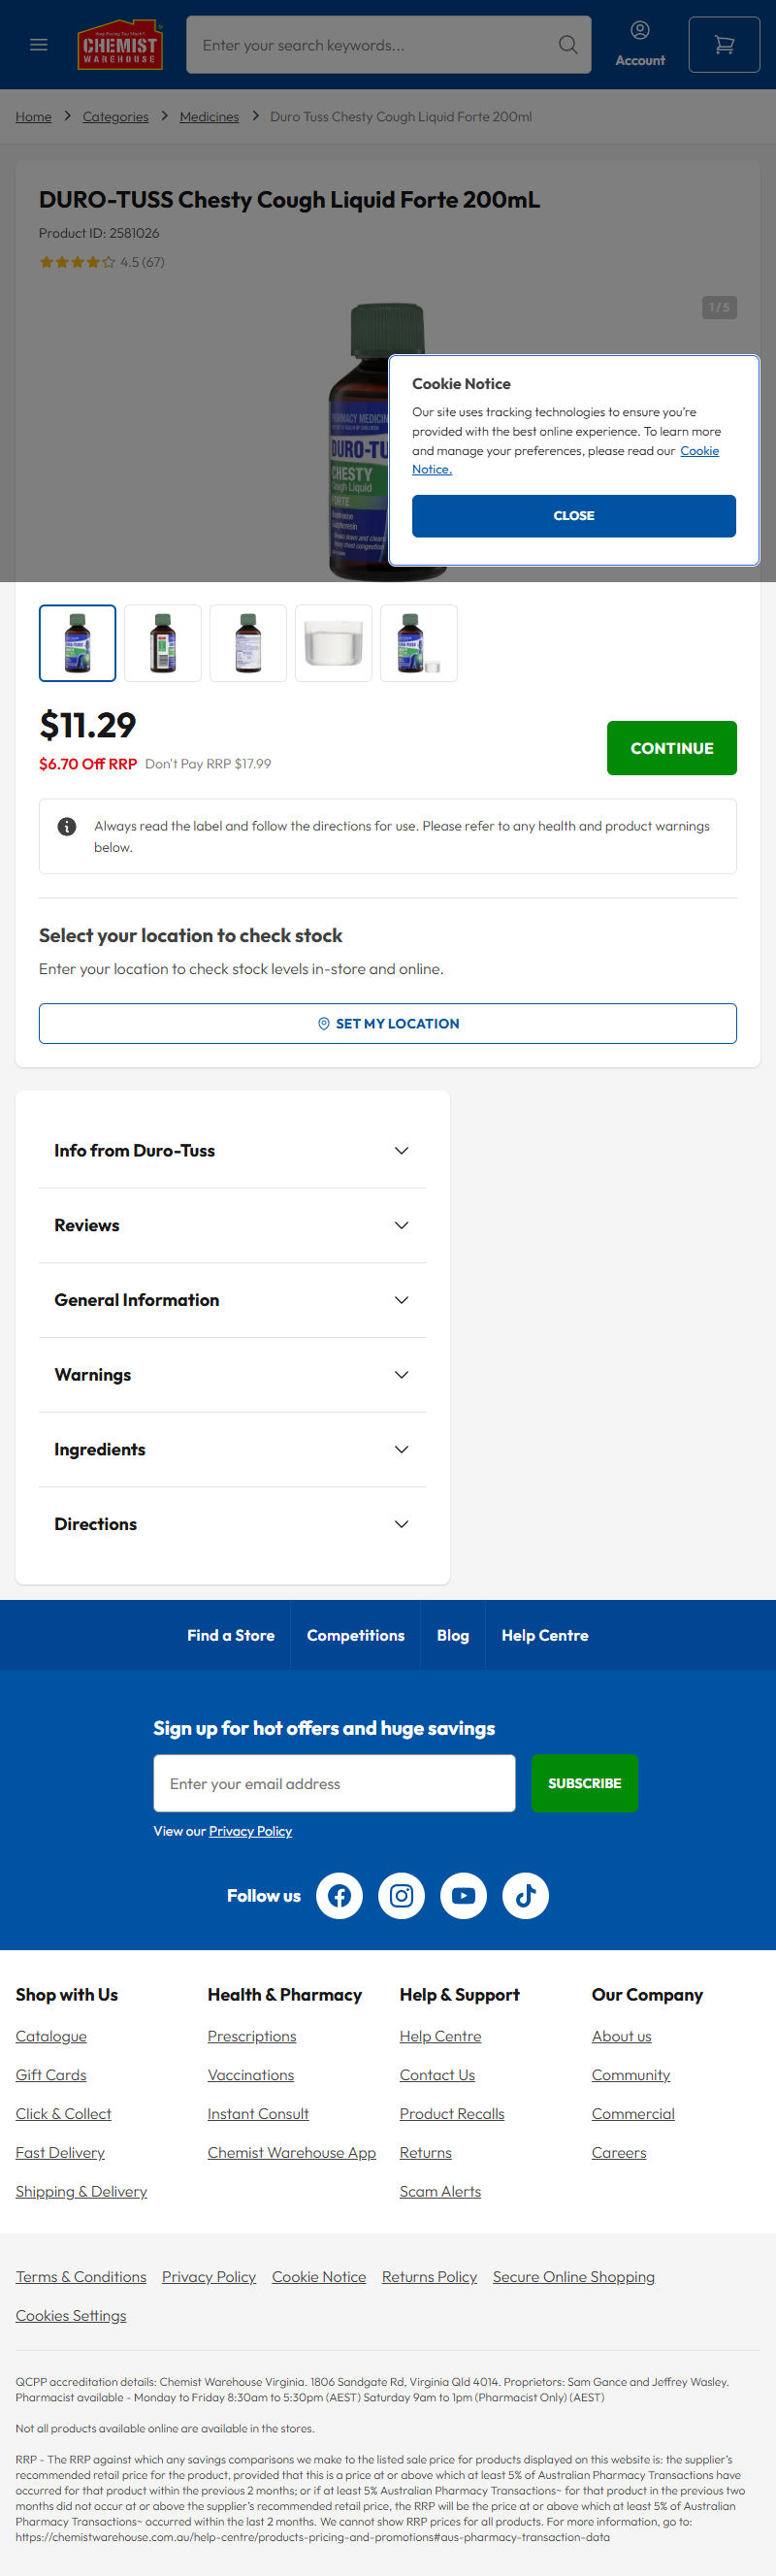 Stop Paying Too Much!
CHEMIST
WAREHOUSE
Enter your search keywords...
Account
Home
Categories
Medicines
Duro Tuss Chesty Cough Liquid Forte 200ml
DURO-TUSS Chesty Cough Liquid Forte 200mL
Product ID: 2581026
4.5 (67)
1 / 5
PHARMACY MEDICIN
DURO-TU
CHESTY
Cough Liquid
FORTE
Cookie Notice
Our site uses tracking technologies to ensure you’re
provided with the best online experience. To learn more
and manage your preferences, please read our Cookie
Notice.
CLOSE
$11.29
$6.70 Off RRP Don't Pay RRP $17.99
CONTINUE
Always read the label and follow the directions for use. Please refer to any health and product warnings
below.
Select your location to check stock
Enter your location to check stock levels in-store and online.
SET MY LOCATION
Info from Duro-Tuss
Reviews
General Information
Warnings
Ingredients
Directions
Find a Store
Competitions
Blog
Help Centre
Sign up for hot offers and huge savings
Enter your email address
SUBSCRIBE
View our Privacy Policy
Follow us
Shop with Us
Catalogue
Gift Cards
Click & Collect
Fast Delivery
Shipping & Delivery
Health & Pharmacy
Prescriptions
Vaccinations
Instant Consult
Chemist Warehouse App
Help & Support
Help Centre
Contact Us
Product Recalls
Returns
Scam Alerts
Our Company
About us
Community
Commercial
Careers
Terms & Conditions Privacy Policy Cookie Notice Returns Policy Secure Online Shopping
Cookies Settings
QCPP accreditation details: Chemist Warehouse Virginia. 1806 Sandgate Rd, Virginia Qld 4014. Proprietors: Sam Gance and Jeffrey Wasley.
Pharmacist available - Monday to Friday 8:30am to 5:30pm (AEST) Saturday 9am to 1pm (Pharmacist Only) (AEST)
Not all products available online are available in the stores.
RRP - The RRP against which any savings comparisons we make to the listed sale price for products displayed on this website is: the supplier’s
recommended retail price for the product, provided that this is a price at or above which at least 5% of Australian Pharmacy Transactions have
occurred for that product within the previous 2 months; or if at least 5% Australian Pharmacy Transactions~ for that product in the previous two
months did not occur at or above the supplier’s recommended retail price, the RRP will be the price at or above which at least 5% of Australian
Pharmacy Transactions~ occurred within the last 2 months. We cannot show RRP prices for all products. For more information, go to:
https://chemistwarehouse.com.au/help-centre/products-pricing-and-promotions#aus-pharmacy-transaction-data